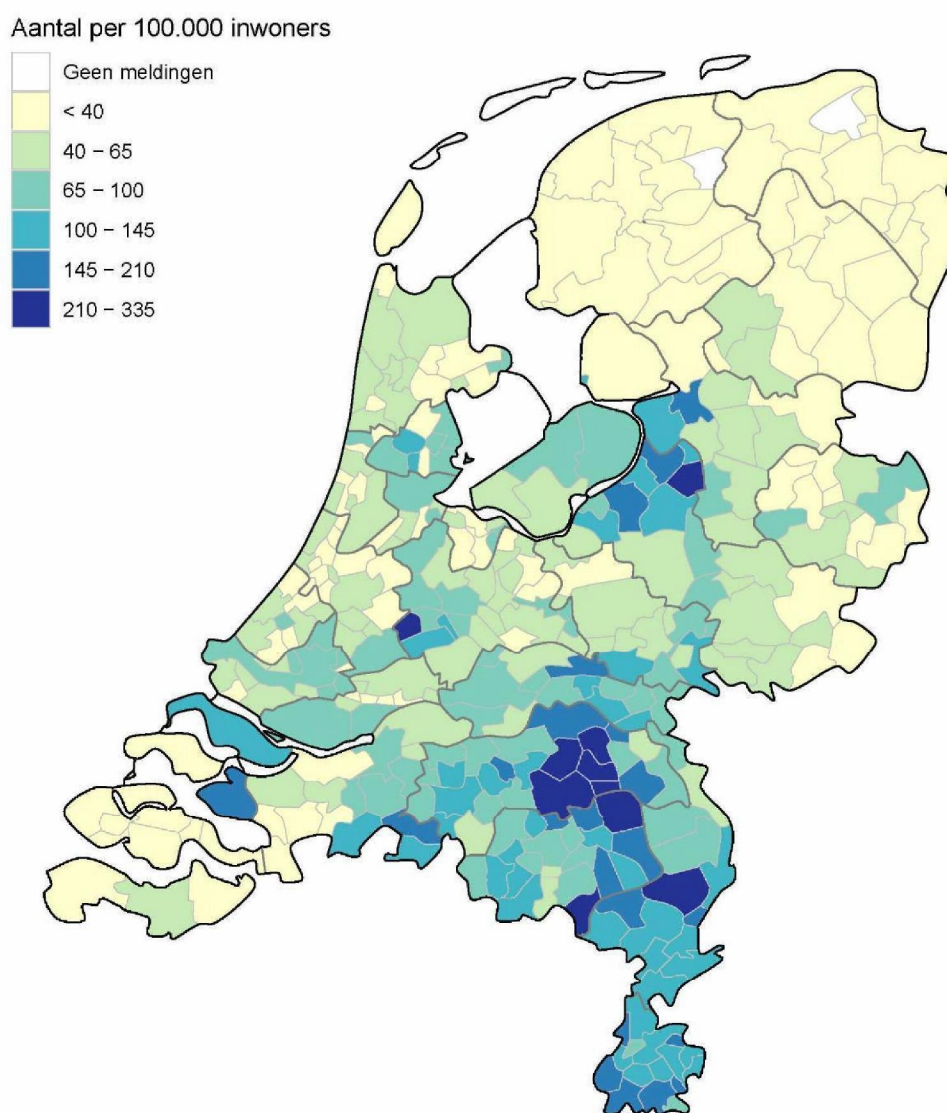 Aantal per 100.000 inwoners
Geen meldingen
< 40
40 – 65
65 – 100
100 – 145
145 – 210
210 – 335